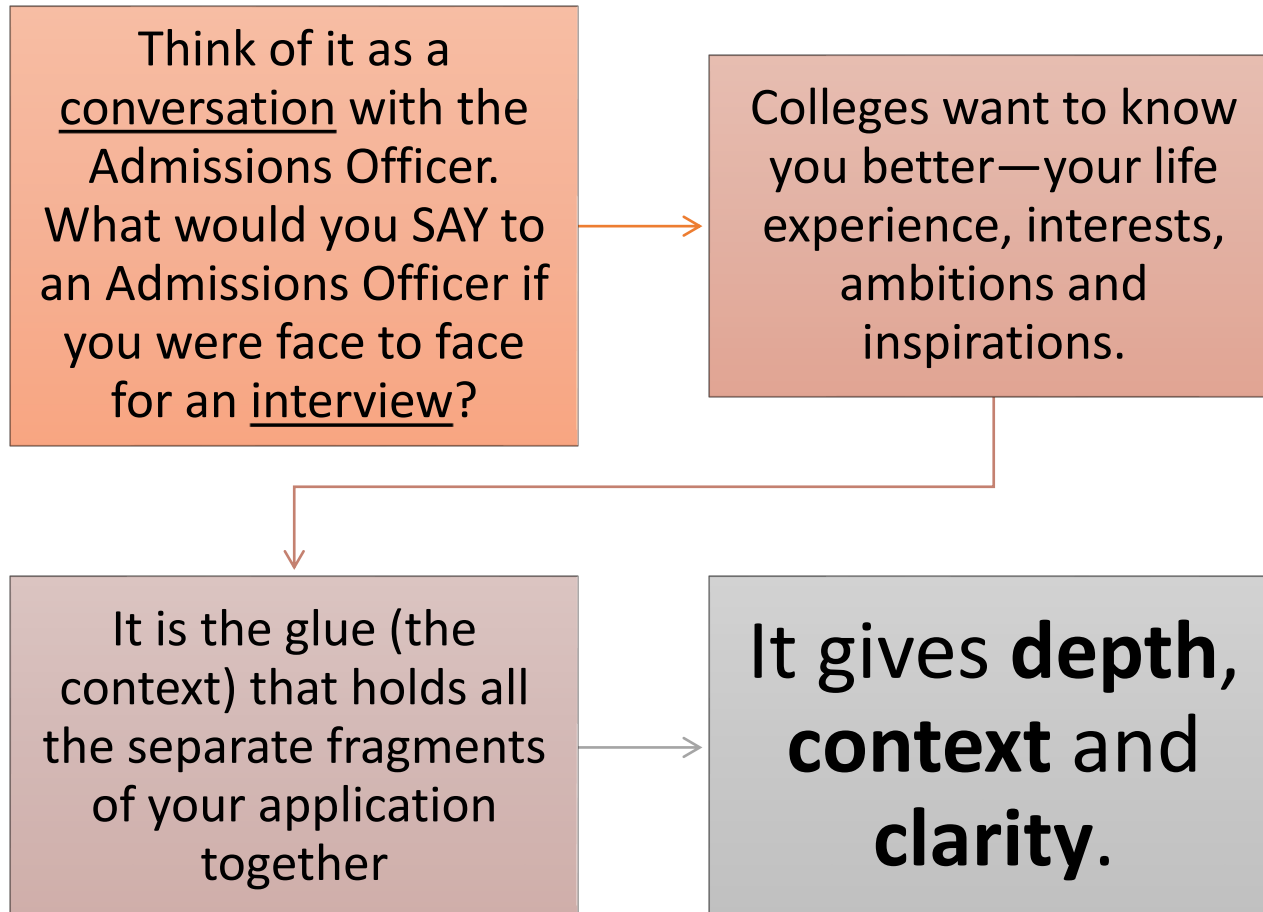 Think of it as a
conversation with the
Admissions Officer.
What would you SAY to
an Admissions Officer if
you were face to face
for an interview?
Colleges want to know
you better—your life
experience, interests,
ambitions and
inspirations.
It is the glue (the
context) that holds all
the separate fragments
of your application
together
It gives depth,
context and
clarity.